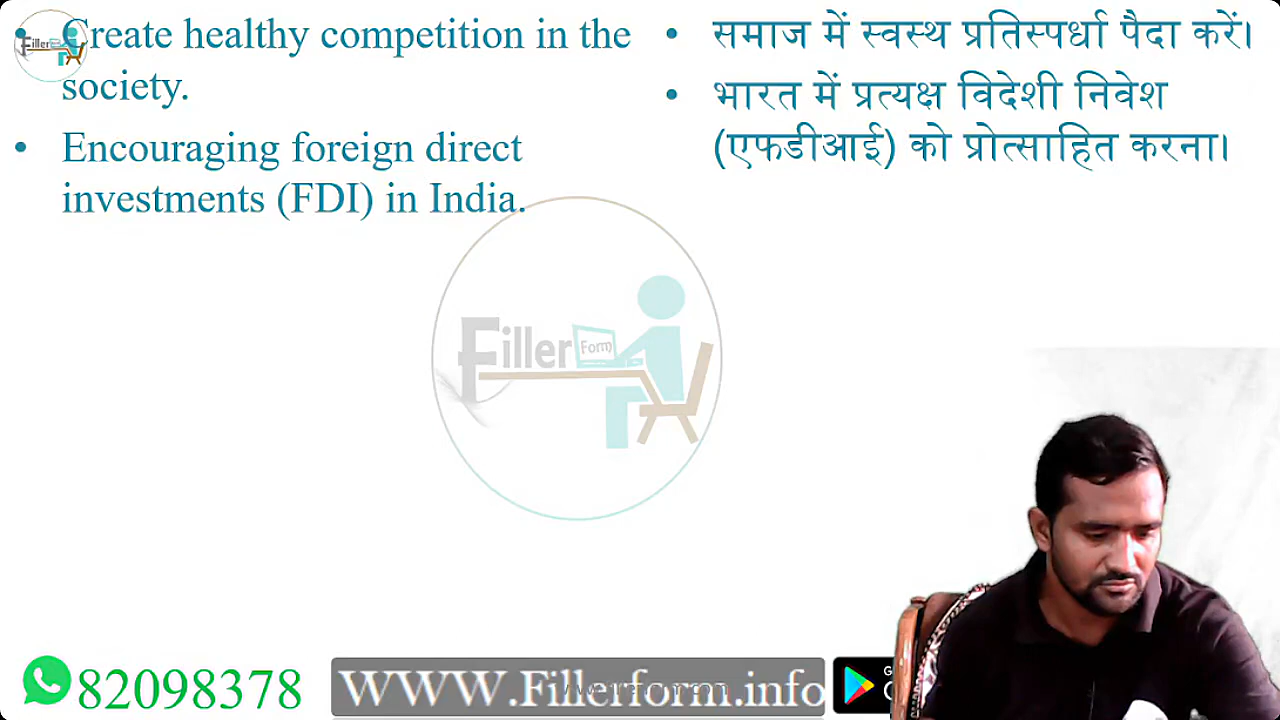 • Create healthy competition in the
society.
• Encouraging foreign direct
investments (FDI) in India.
• समाज में स्वस्थ प्रतिस्पर्धा पैदा करें।
• भारत में प्रत्यक्ष विदेशी निवेश
(एफडीआई) को प्रोत्साहित करना।
Filler Form
82098378
WWW.Fillerform.info